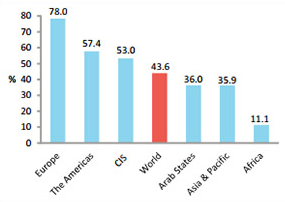 78.0
80
70
57.4
60
53.0
50
43.6
%
40
36.0
35.9
30
20
11.1
10
0
Europe
The Americas
CIS
World
Arab States
Asia & Pacific
Africa